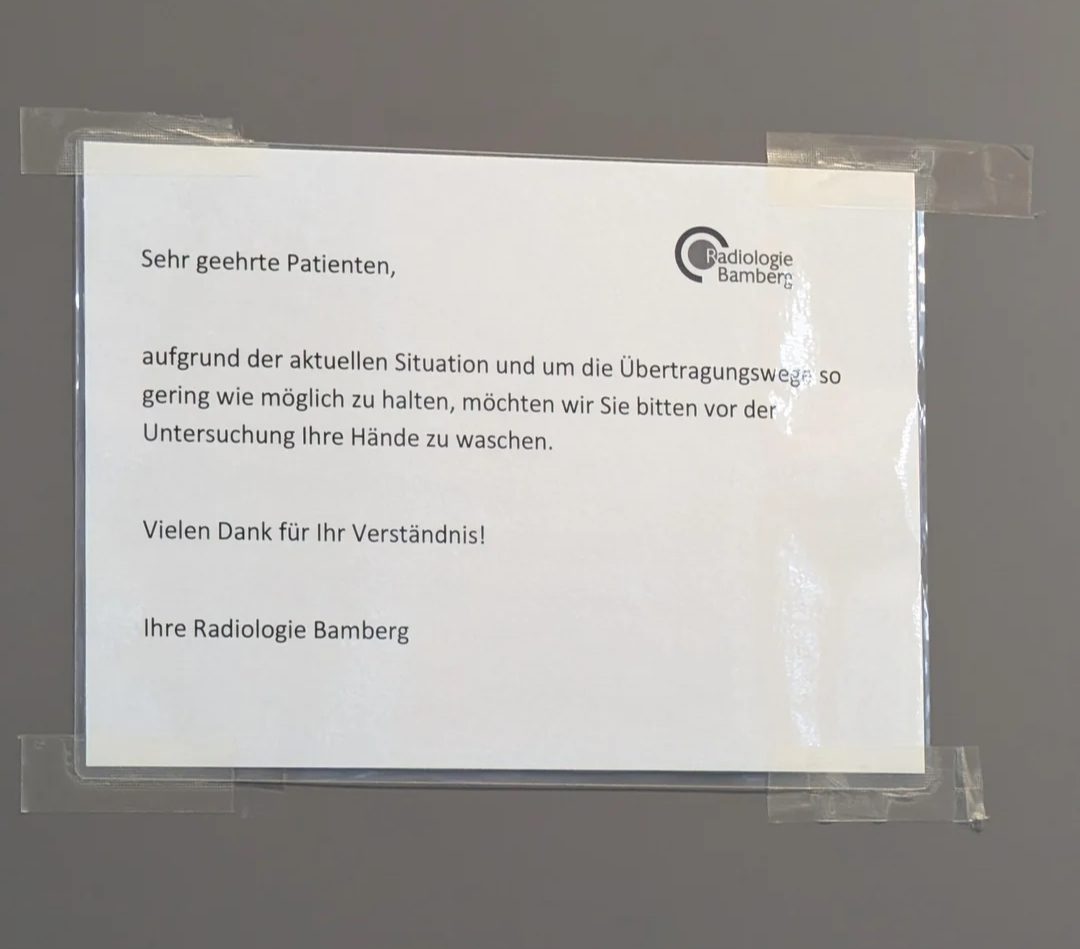 Sehr geehrte Patienten,
Radiologie
Bamberg
aufgrund der aktuellen Situation und um die Übertragungswege so
gering wie möglich zu halten, möchten wir Sie bitten vor der
Untersuchung Ihre Hände zu waschen.
Vielen Dank für Ihr Verständnis!
Ihre Radiologie Bamberg